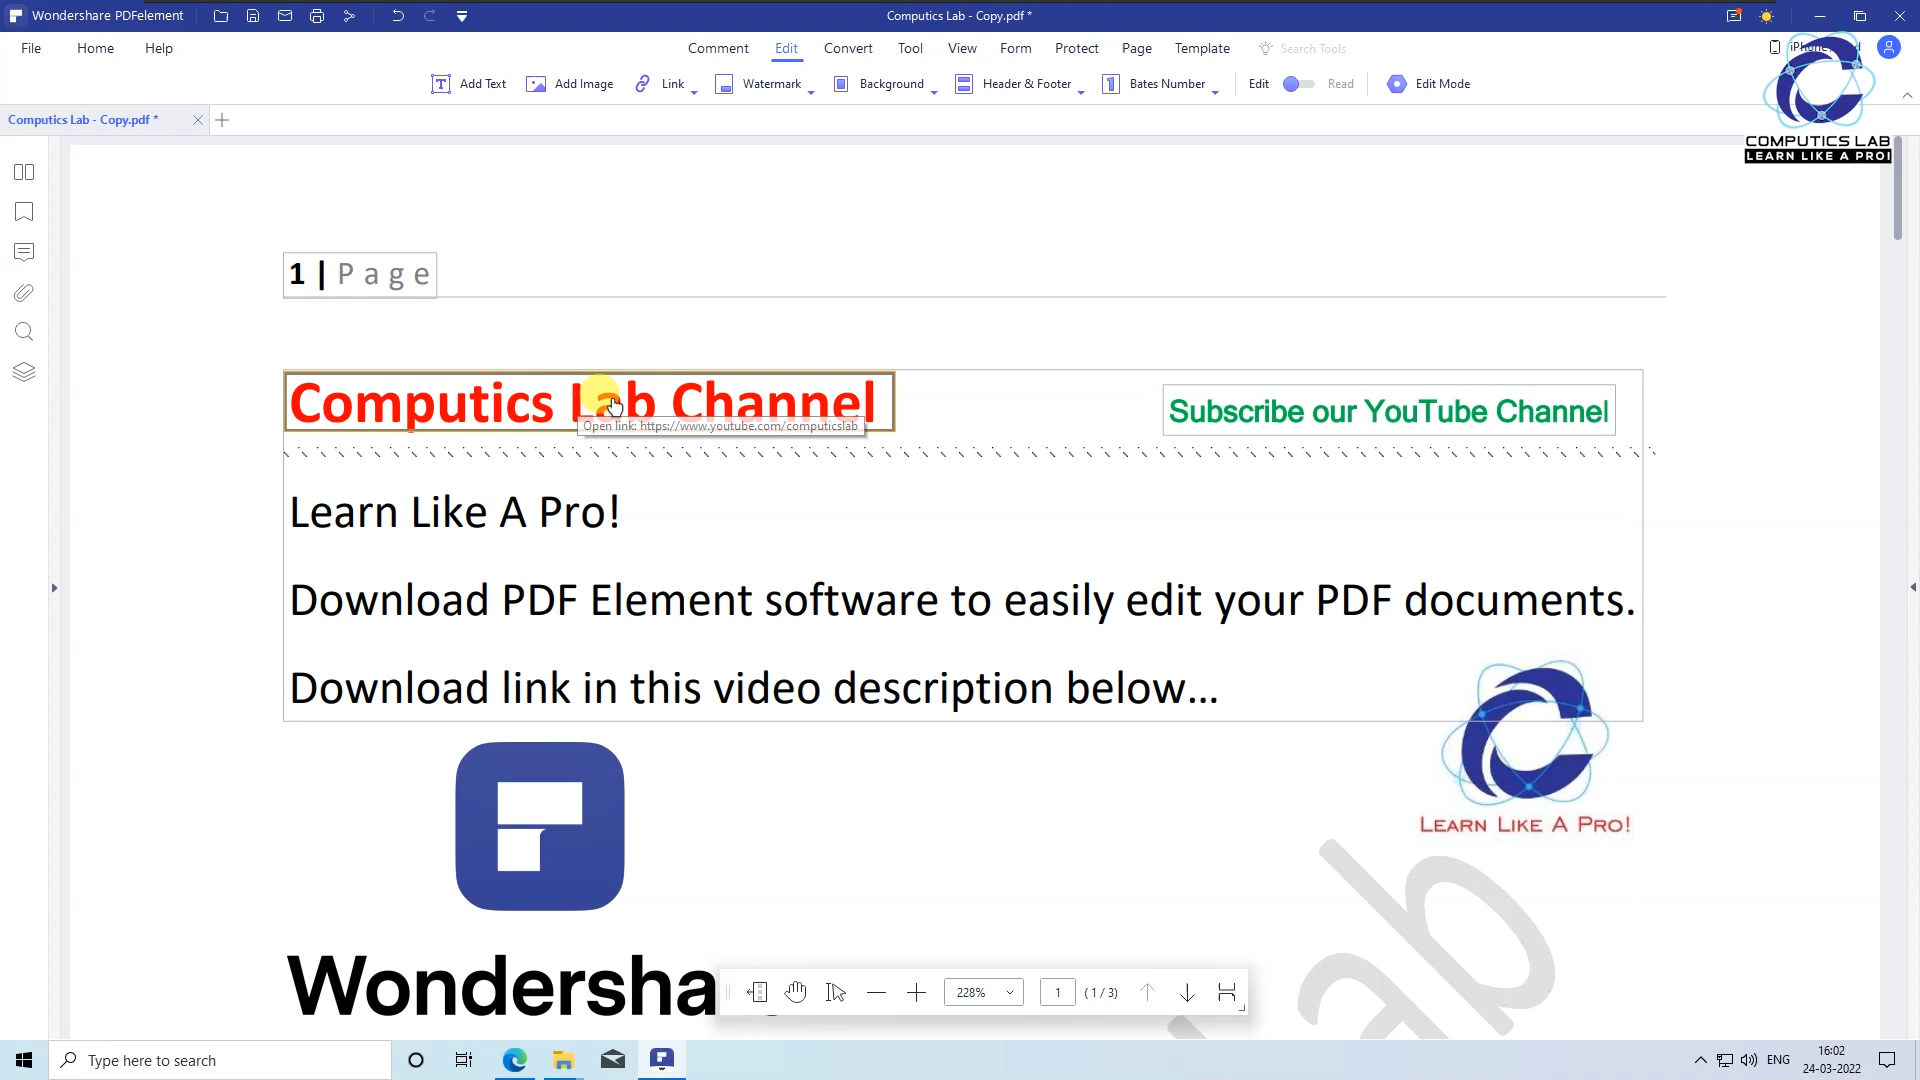 Wondershare PDFelement
Computics Lab - Copy.pdf *
File Home Help Comment Edit Convert Tool View Form Protect Page Template Search Tools
Add Text Add Image Link Watermark Background Header & Footer Bates Number Edit Read Edit Mode
Computics Lab - Copy.pdf *
COMPUTICS LAB
LEARN LIKE A PRO!
1 | Page
Computics Lab Channel
Subscribe our YouTube Channel
Open link: https://www.youtube.com/computicslab
Learn Like A Pro!
Download PDF Element software to easily edit your PDF documents.
Download link in this video description below...
LEARN LIKE A PRO!
Wondersha
ab
228% 1 (1 / 3)
Type here to search
ENG
16:02
24-03-2022